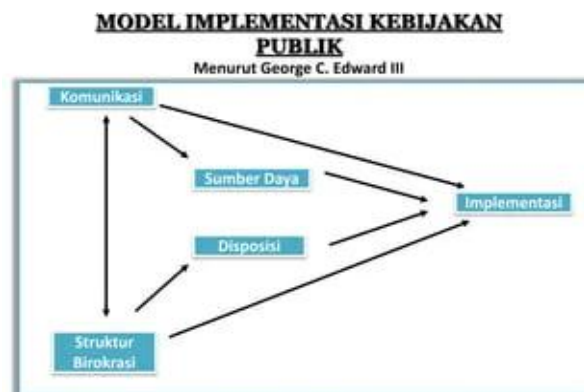 MODEL IMPLEMENTASI KEBIJAKAN
PUBLIK
Menurut George C. Edward III
Komunikasi
Sumber Daya
Implementasi
Disposisi
Struktur
Birokrasi